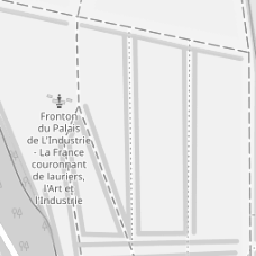 Fronton
du Palais
de L'Industrie
- La France
couronnant
de lauriers,
l'Art et
l'Industrie